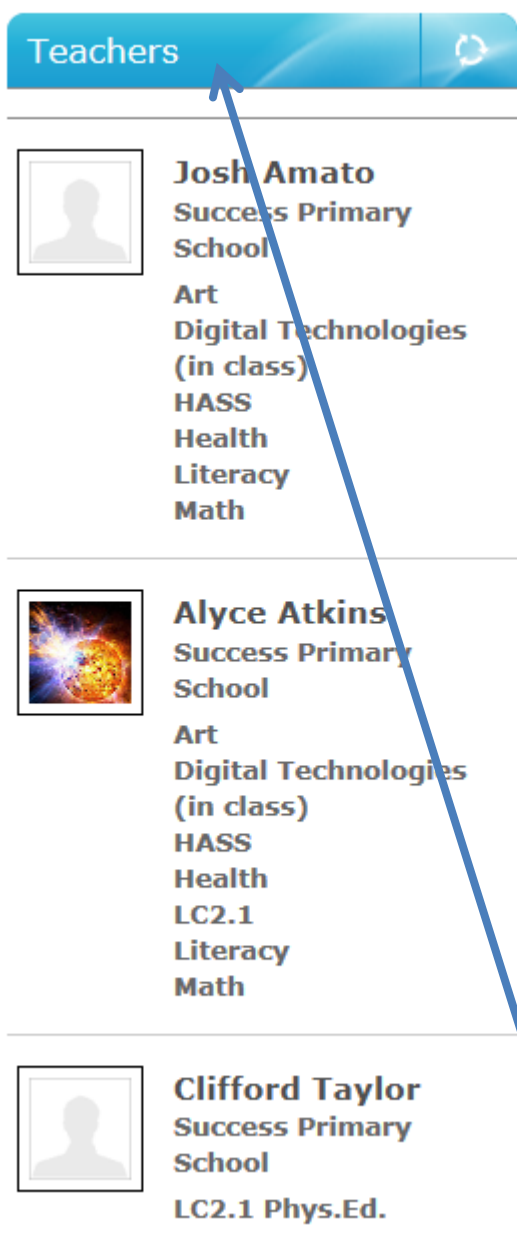 Teachers
Josh Amato
Success Primary
School
Art
Digital Technologies
(in class)
HASS
Health
Literacy
Math
Alyce Atkins
Success Primary
School
Art
Digital Technologies
(in class)
HASS
Health
LC2.1
Literacy
Math
Clifford Taylor
Success Primary
School
LC2.1 Phys.Ed.